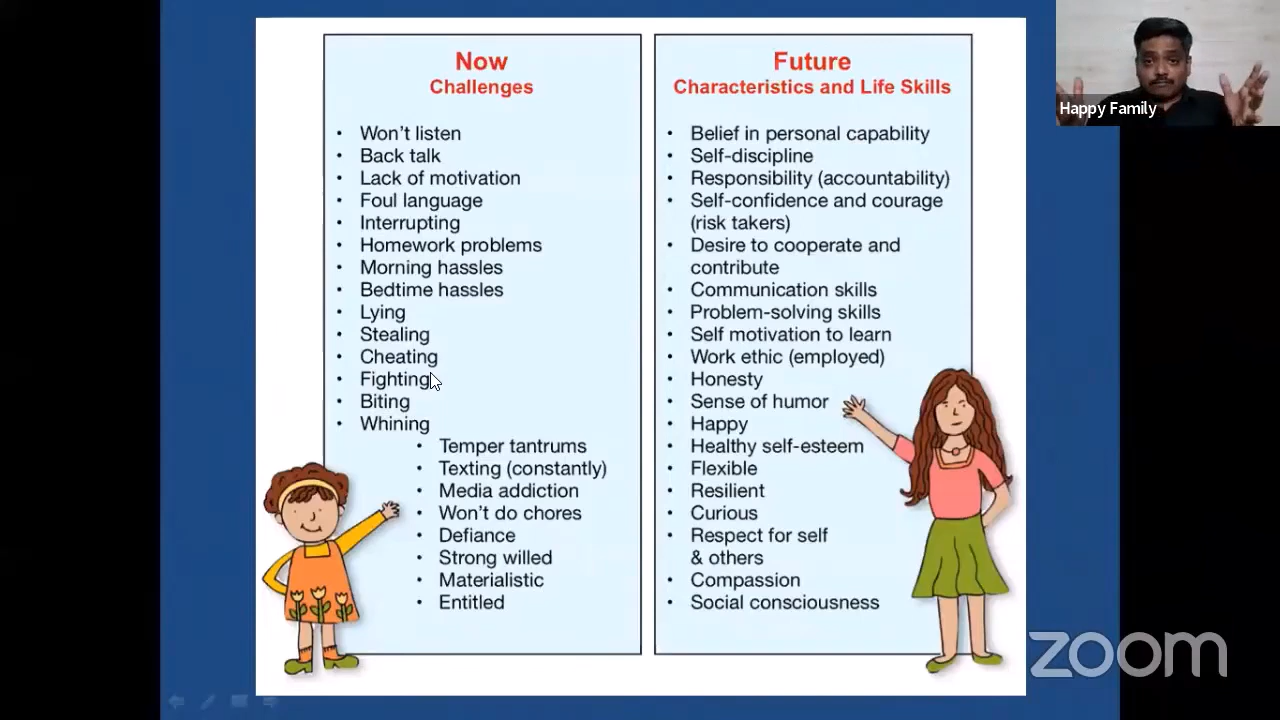 Now
Challenges
• Won't listen
• Back talk
• Lack of motivation
• Foul language
• Interrupting
• Homework problems
• Morning hassles
• Bedtime hassles
• Lying
• Stealing
• Cheating
• Fighting
• Biting
• Whining
• Temper tantrums
• Texting (constantly)
• Media addiction
• Won't do chores
• Defiance
• Strong willed
• Materialistic
• Entitled
Future
Characteristics and Life Skills
• Belief in personal capability
• Self-discipline
• Responsibility (accountability)
• Self-confidence and courage
(risk takers)
• Desire to cooperate and
contribute
• Communication skills
• Problem-solving skills
• Self motivation to learn
• Work ethic (employed)
• Honesty
• Sense of humor
• Happy
• Healthy self-esteem
• Flexible
• Resilient
• Curious
• Respect for self
& others
• Compassion
• Social consciousness
Happy Family
zoom